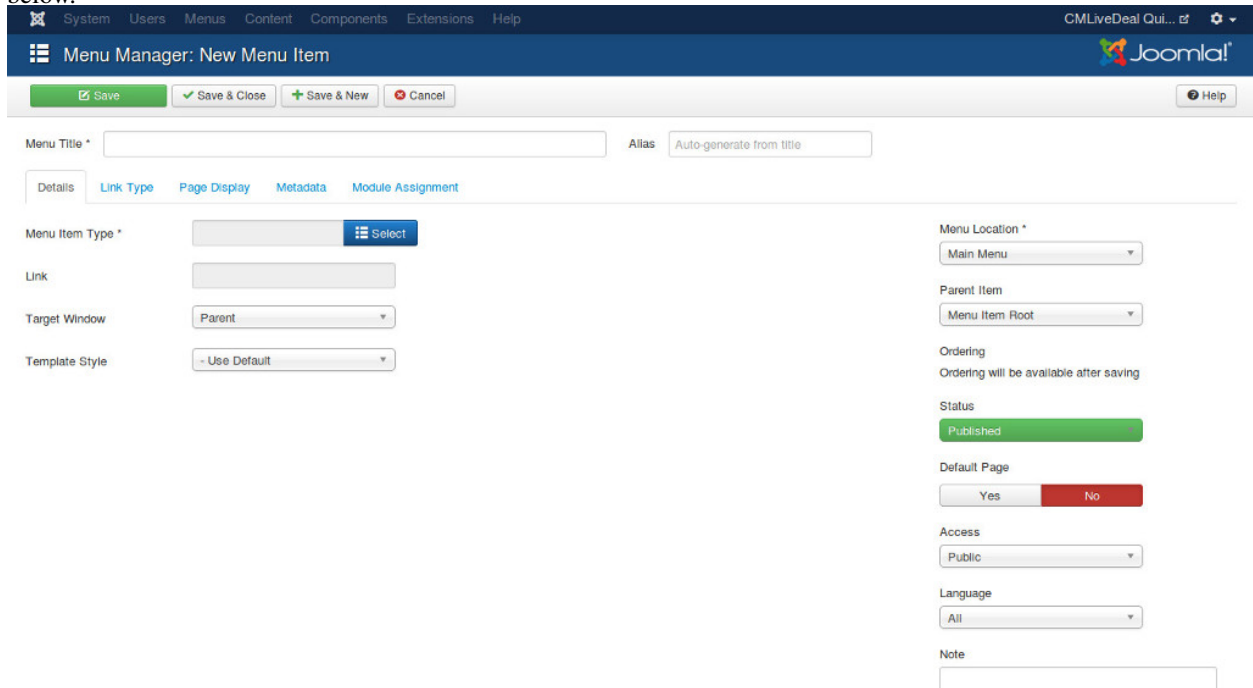 below.
System Users Menus Content Components Extensions Help CMLiveDeal Qui...
Menu Manager: New Menu Item Joomla!
Save Save & Close Save & New Cancel Help
Menu Title * Alias Auto-generate from title
Details Link Type Page Display Metadata Module Assignment
Menu Item Type * Select
Link
Target Window Parent
Template Style - Use Default
Menu Location *
Main Menu
Parent Item
Menu Item Root
Ordering
Ordering will be available after saving
Status
Published
Default Page
Yes No
Access
Public
Language
All
Note